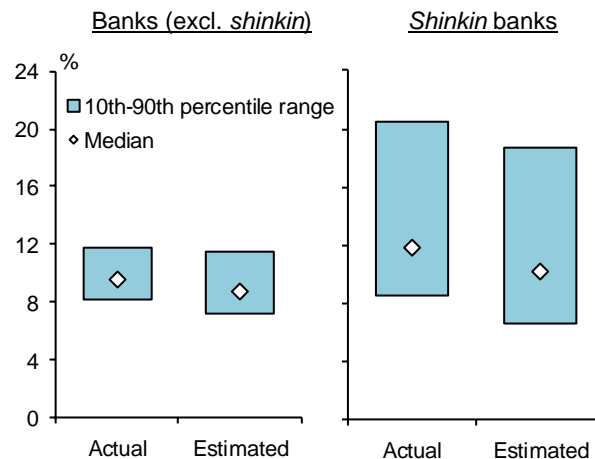 Banks (excl. shinkin)
Shinkin banks
%
24
10th-90th percentile range
20
Median
16
12
8
4
0
Actual
Estimated
Actual
Estimated